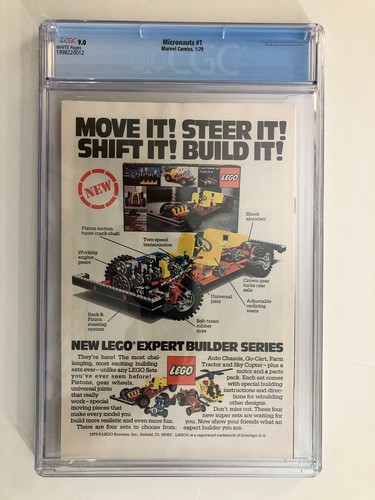 CGC 9.0
WHITE Pages
1998220012
Micronauts #1
Marvel Comics, 1/79
CGC
MOVE IT! STEER IT!
SHIFT IT! BUILD IT!
NEW
LEGO
Shock
absorber
Piston motion
turns crank shaft
Two speed
transmission
Working
engine
gears
Crown gear
turns rear
axle
Universal
joint
Adjustable
reclining
seats
Rack &
Pinion
steering
system
Soft-tread
rubber
tires
NEW LEGO® EXPERT BUILDER SERIES
They're here! The most chal-
lenging, most exciting building
sets ever—unlike any LEGO Sets
you've ever seen before!
Pistons, gear wheels,
universal joints
that really
work—special
moving pieces that
make every model you
build more realistic and even more fun.
There are four sets to choose from:
LEGO
Auto Chassis, Go-Cart, Farm
Tractor and Sky Copter—plus a
motor and a parts
pack. Each set comes
with special building
instructions and direc-
tions for rebuilding
other designs.
Don't miss out. These four
new super sets are waiting for
you. Now show your friends what an
expert builder you are.